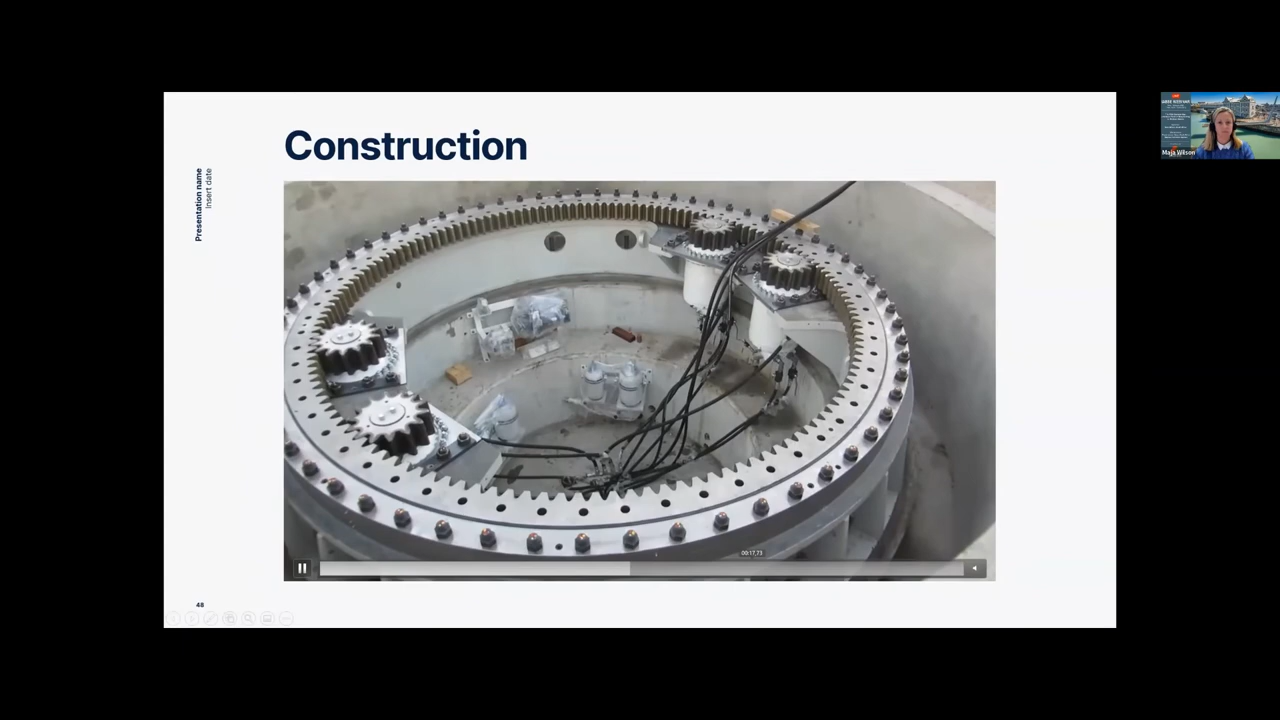 Construction
Presentation name
Insert date
00:17,73
48
Maja Wilson